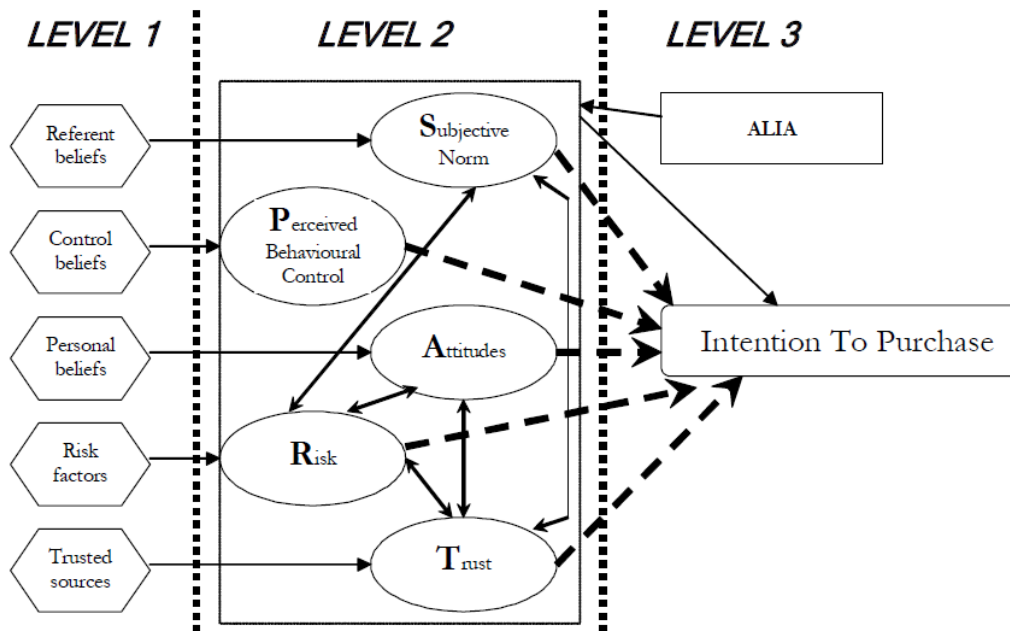 LEVEL 1
LEVEL 2
LEVEL 3
Referent
beliefs
Subjective
Norm
ALIA
Control
beliefs
Perceived
Behavioural
Control
Personal
beliefs
Attitudes
Intention To Purchase
Risk
factors
Risk
Trusted
sources
Trust